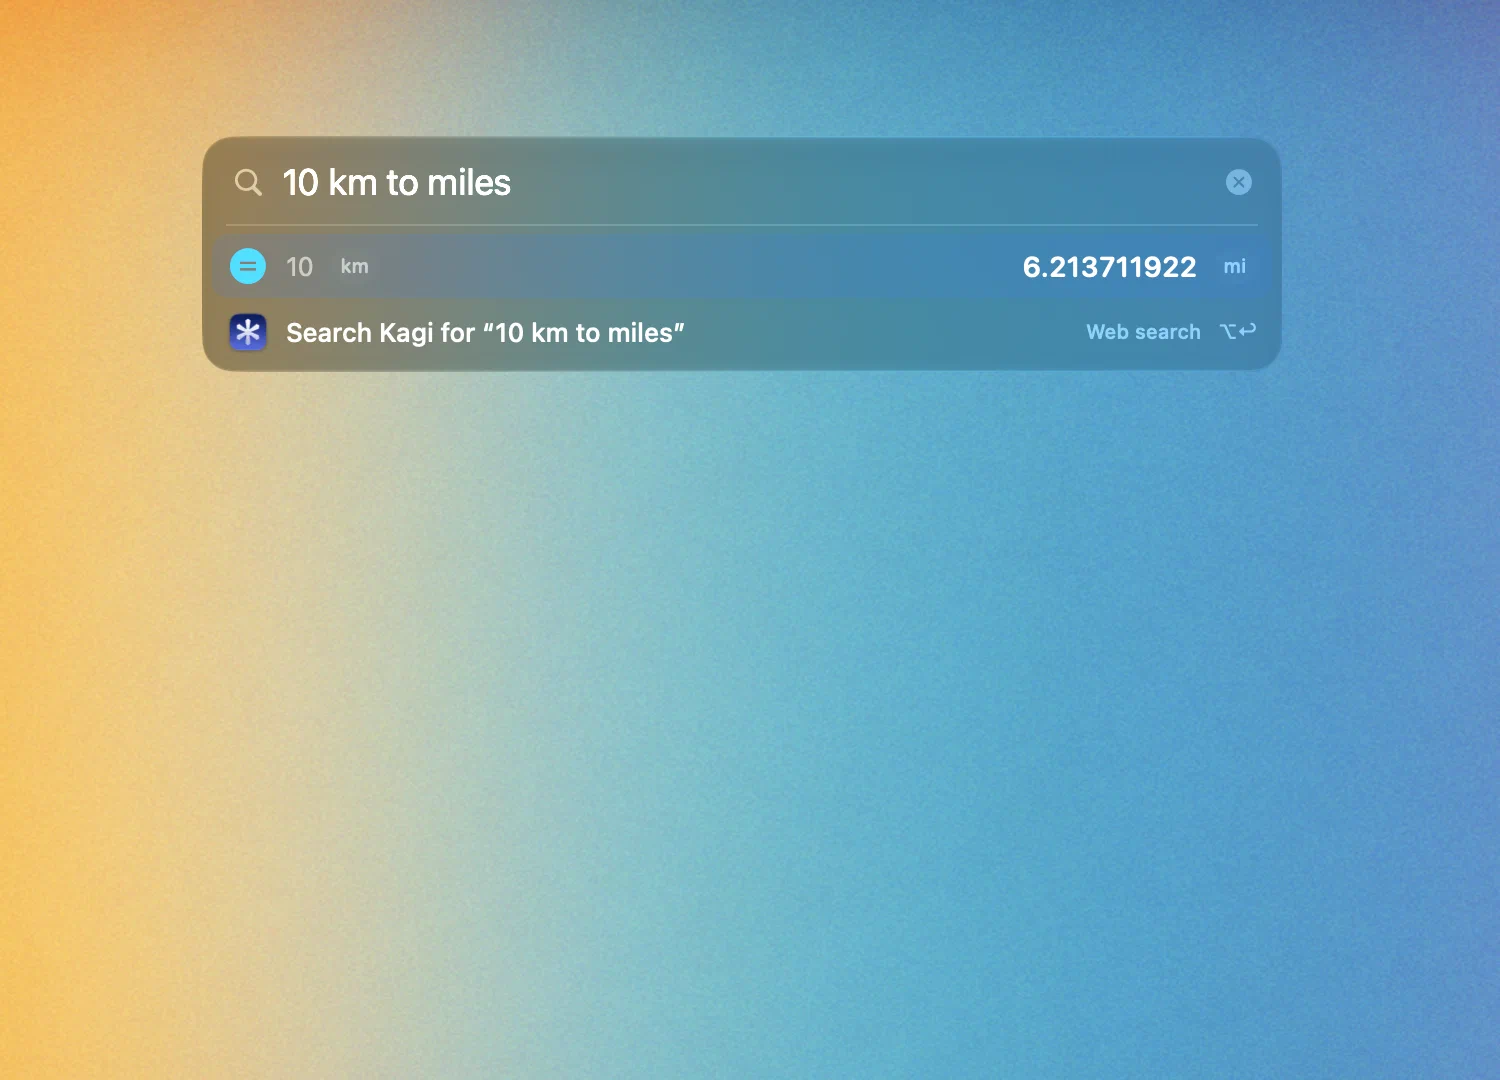 10 km to miles
10 km 6.213711922 mi
Search Kagi for “10 km to miles” Web search ⌥↩